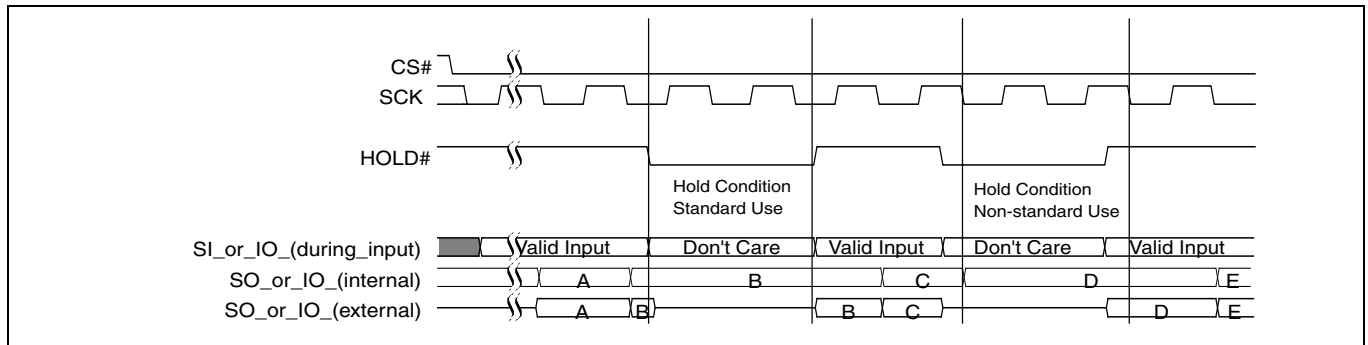 CS#
SCK
HOLD#
Hold Condition
Standard Use
Hold Condition
Non-standard Use
SI_or_IO_(during_input) Valid Input Don't Care Valid Input Don't Care Valid Input
SO_or_IO_(internal) A B C D E
SO_or_IO_(external) A B B C D E